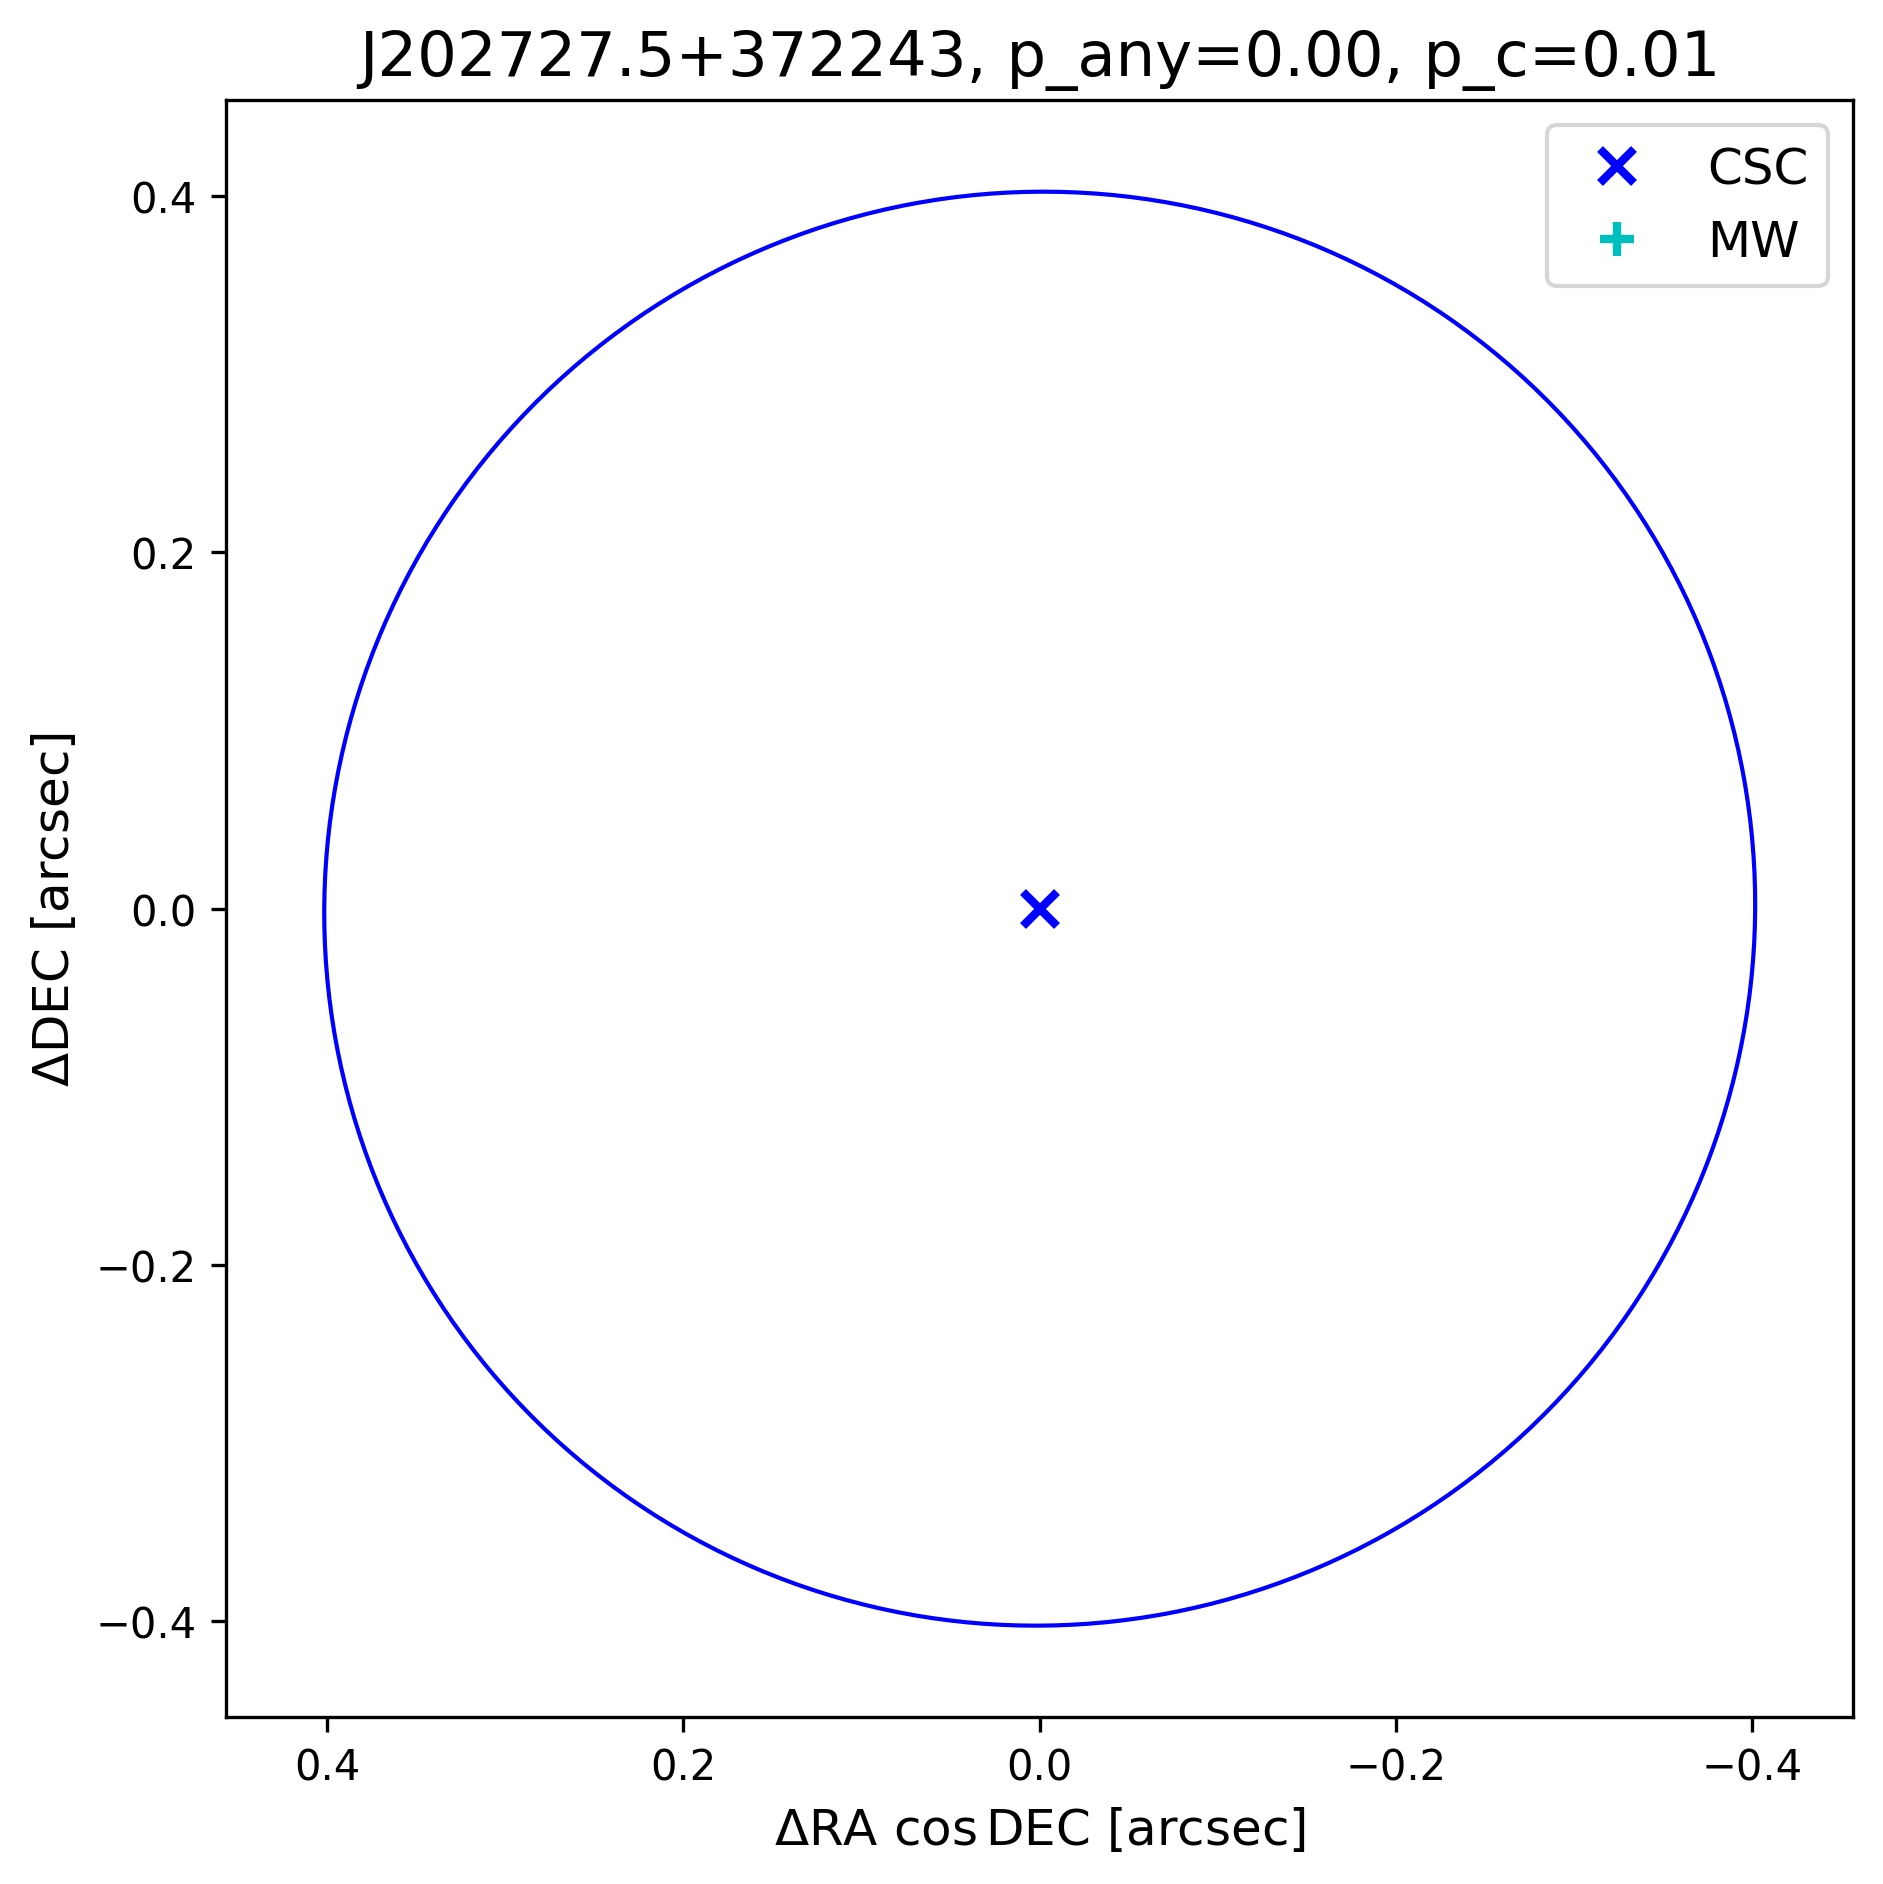 J202727.5+372243, p_any=0.00, p_c=0.01
CSC
MW
0.4
0.2
0.0
−0.2
−0.4
ΔDEC [arcsec]
0.4 0.2 0.0 −0.2 −0.4
ΔRA cos DEC [arcsec]